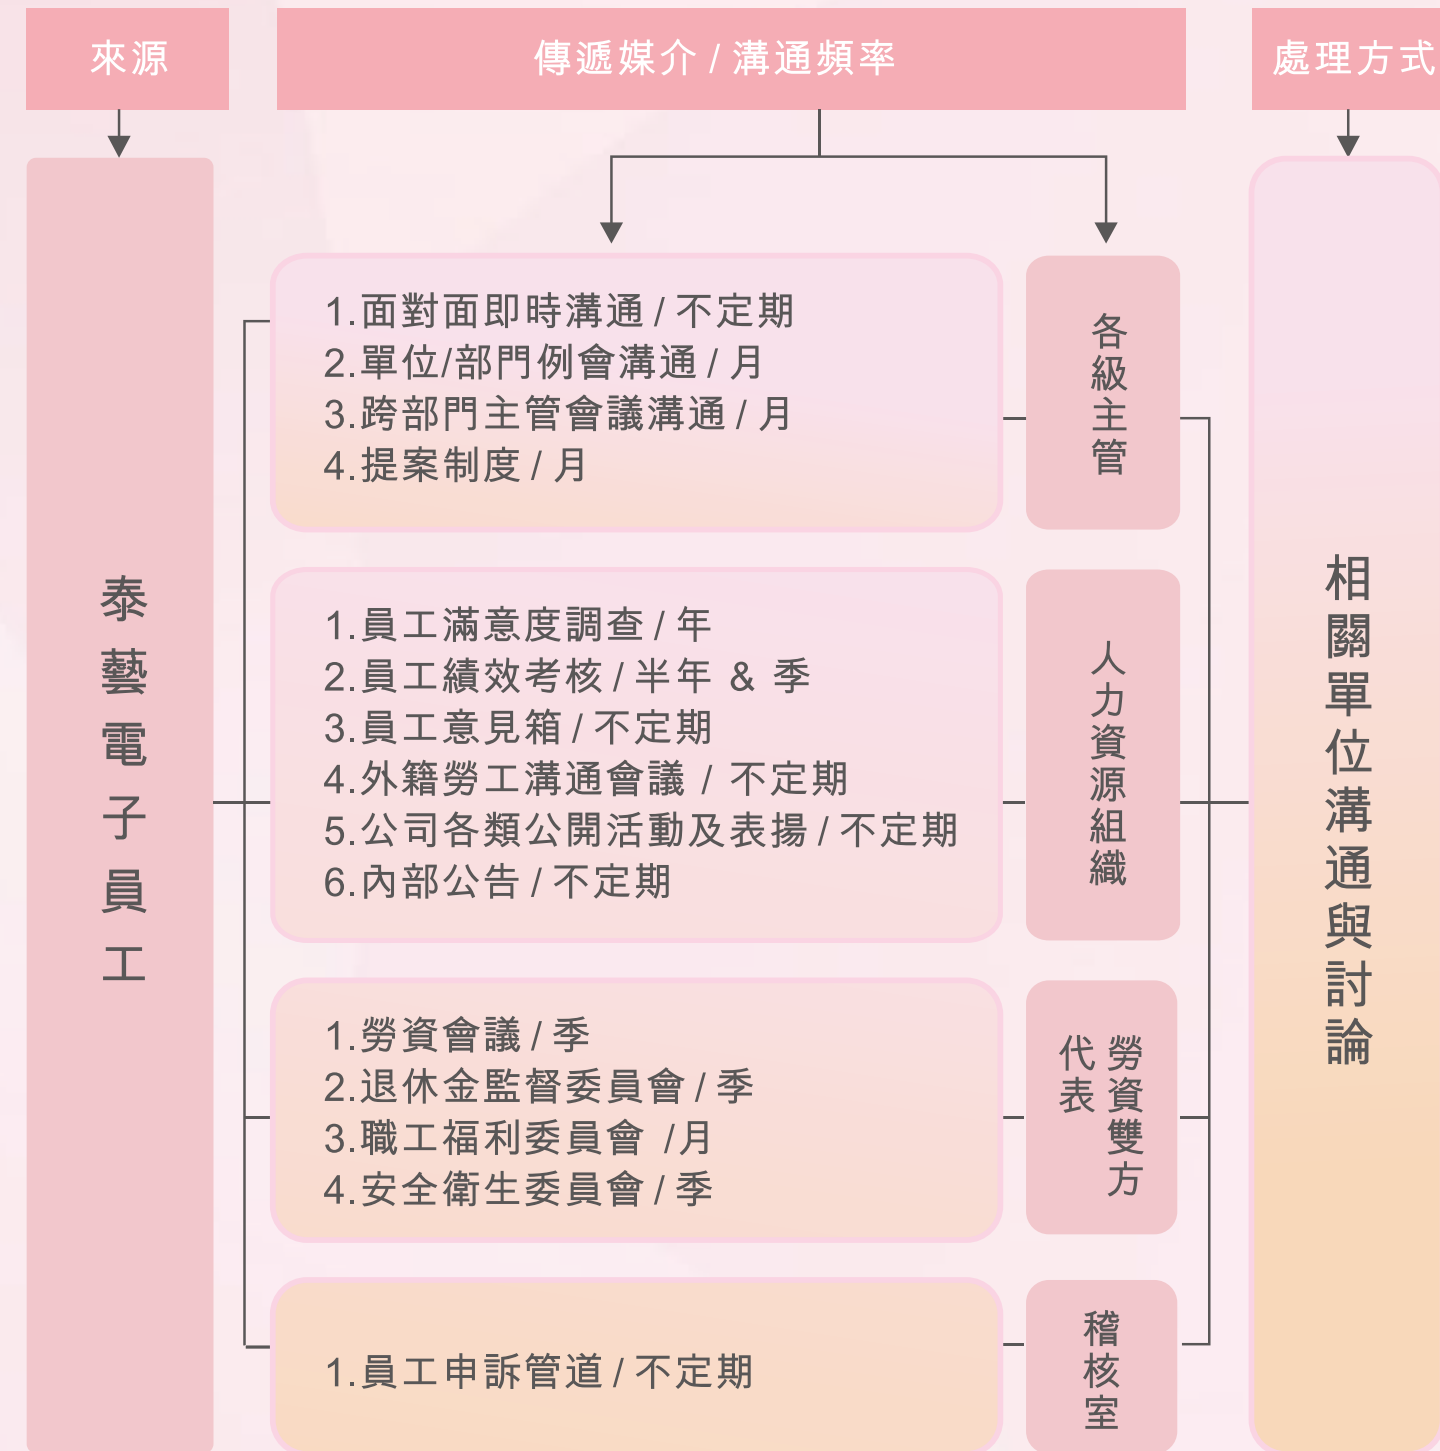 來源
傳遞媒介 / 溝通頻率
處理方式
泰藝電子員工
1.面對面即時溝通 / 不定期
2.單位/部門例會溝通 / 月
3.跨部門主管會議溝通 / 月
4.提案制度 / 月
各級主管
1.員工滿意度調查 / 年
2.員工績效考核 / 半年 & 季
3.員工意見箱 / 不定期
4.外籍勞工溝通會議 / 不定期
5.公司各類公開活動及表揚 / 不定期
6.內部公告 / 不定期
人力資源組織
1.勞資會議 / 季
2.退休金監督委員會 / 季
3.職工福利委員會 /月
4.安全衛生委員會 / 季
勞資雙方
代表
1.員工申訴管道 / 不定期
稽核室
相關單位溝通與討論